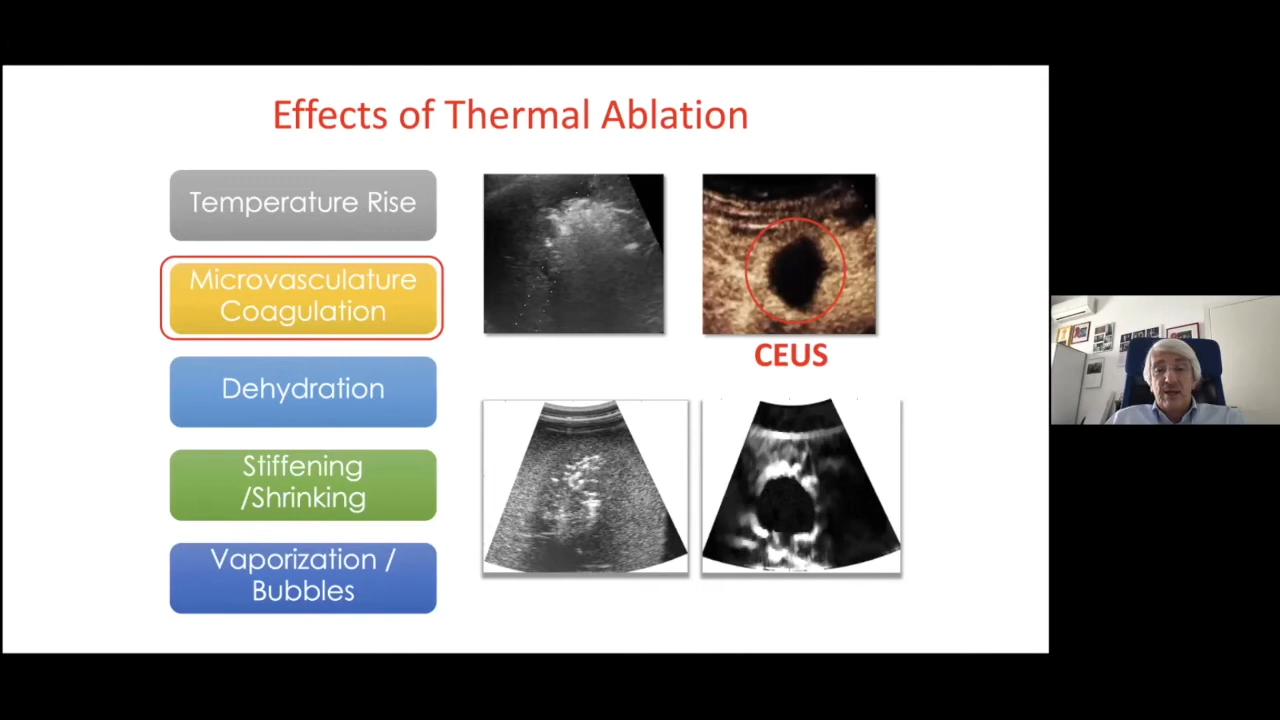 Effects of Thermal Ablation
Temperature Rise
Microvasculature
Coagulation
Dehydration
Stiffening
/Shrinking
Vaporization /
Bubbles
CEUS